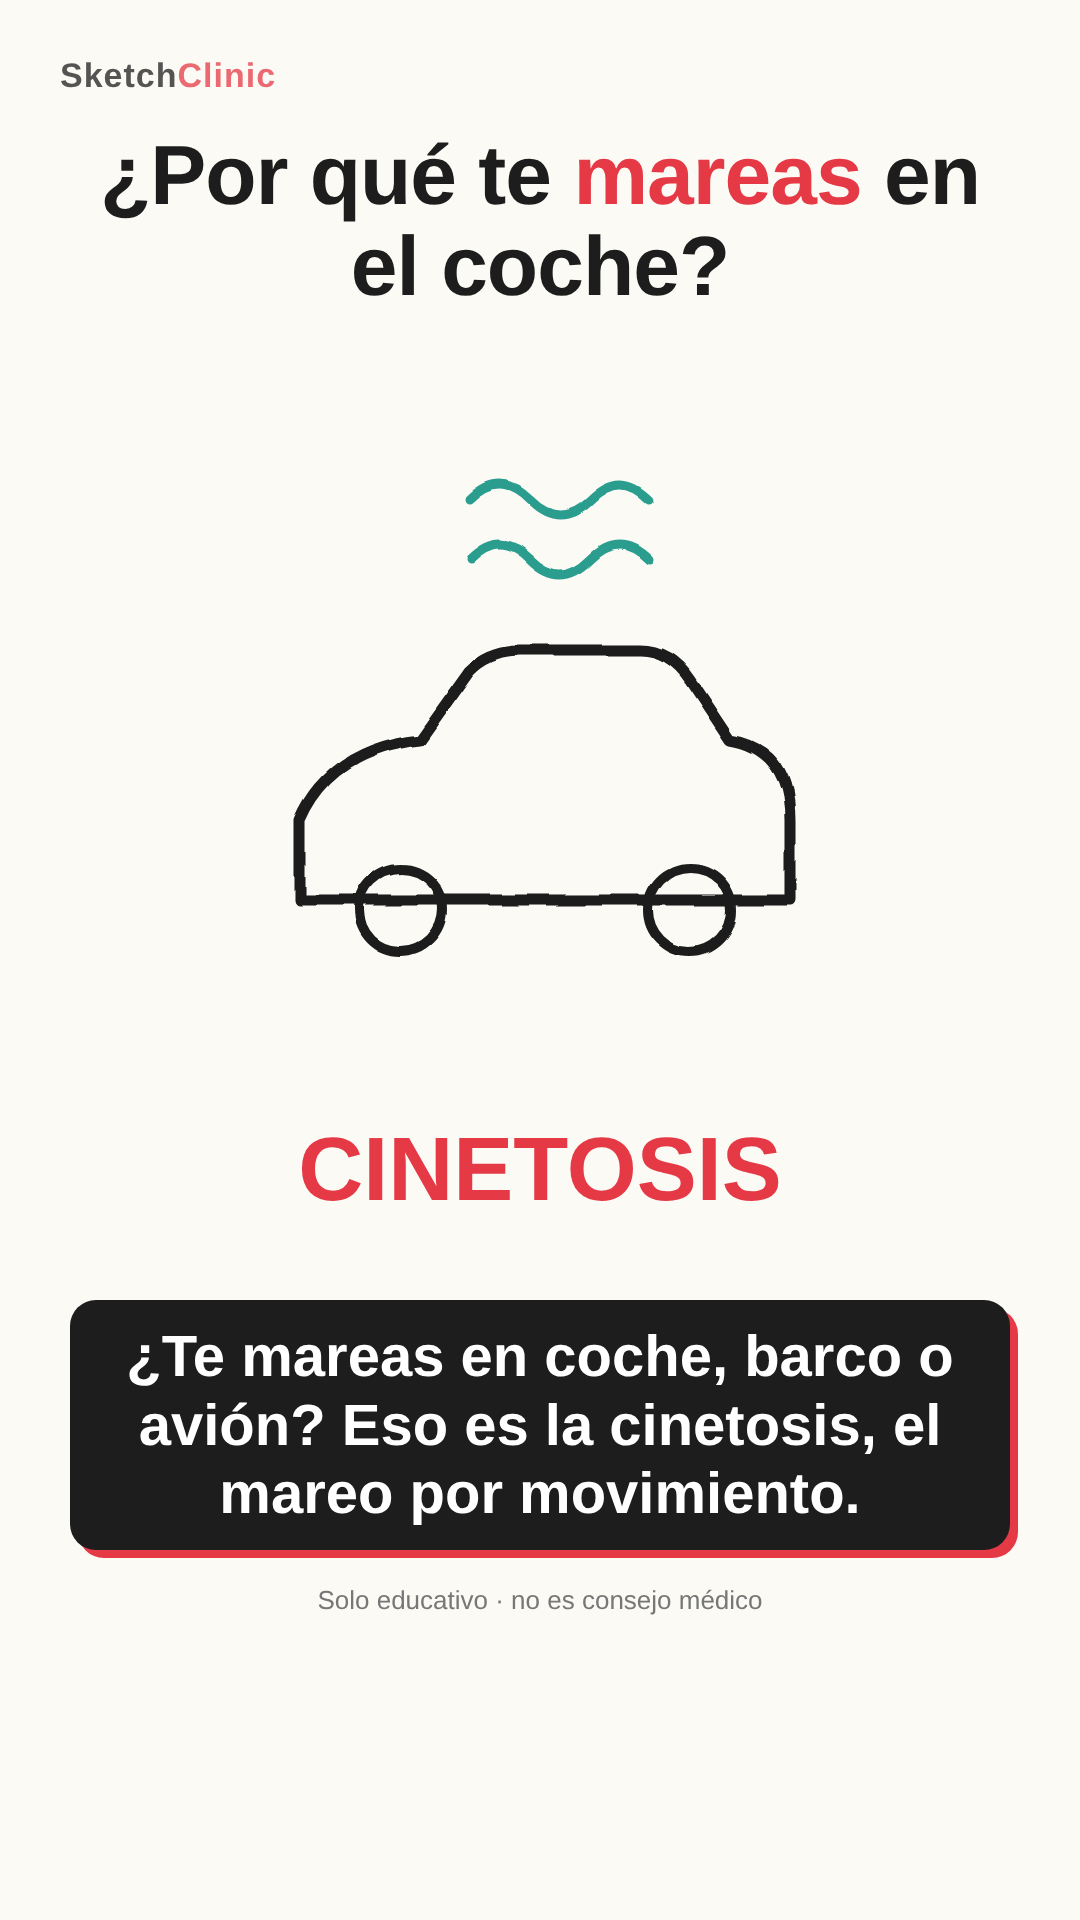 SketchClinic
¿Por qué te mareas en
el coche?
CINETOSIS
¿Te mareas en coche, barco o
avión? Eso es la cinetosis, el
mareo por movimiento.
Solo educativo · no es consejo médico